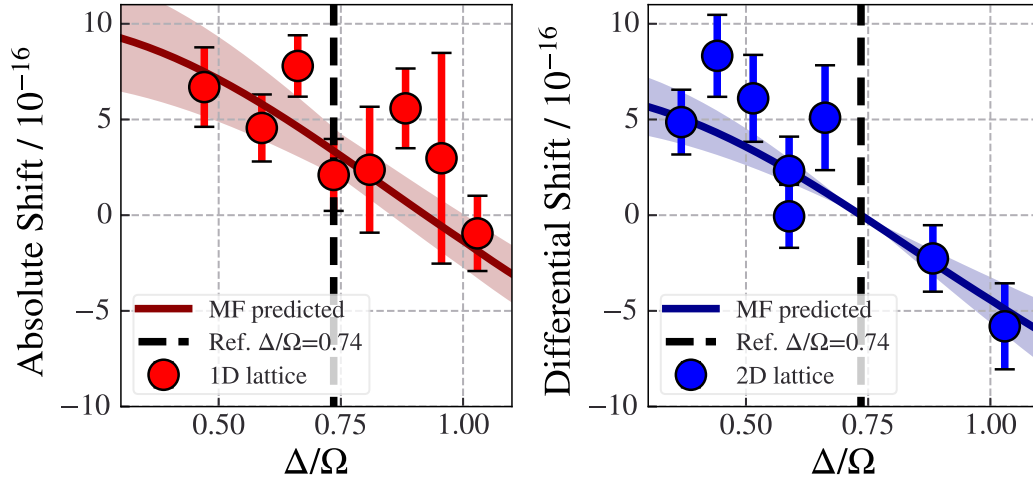 Absolute Shift / 10⁻¹⁶
10
5
0
−5
−10
MF predicted
Ref. Δ/Ω=0.74
1D lattice
0.50
0.75
1.00
Δ/Ω
Differential Shift / 10⁻¹⁶
10
5
0
−5
−10
MF predicted
Ref. Δ/Ω=0.74
2D lattice
0.50
0.75
1.00
Δ/Ω